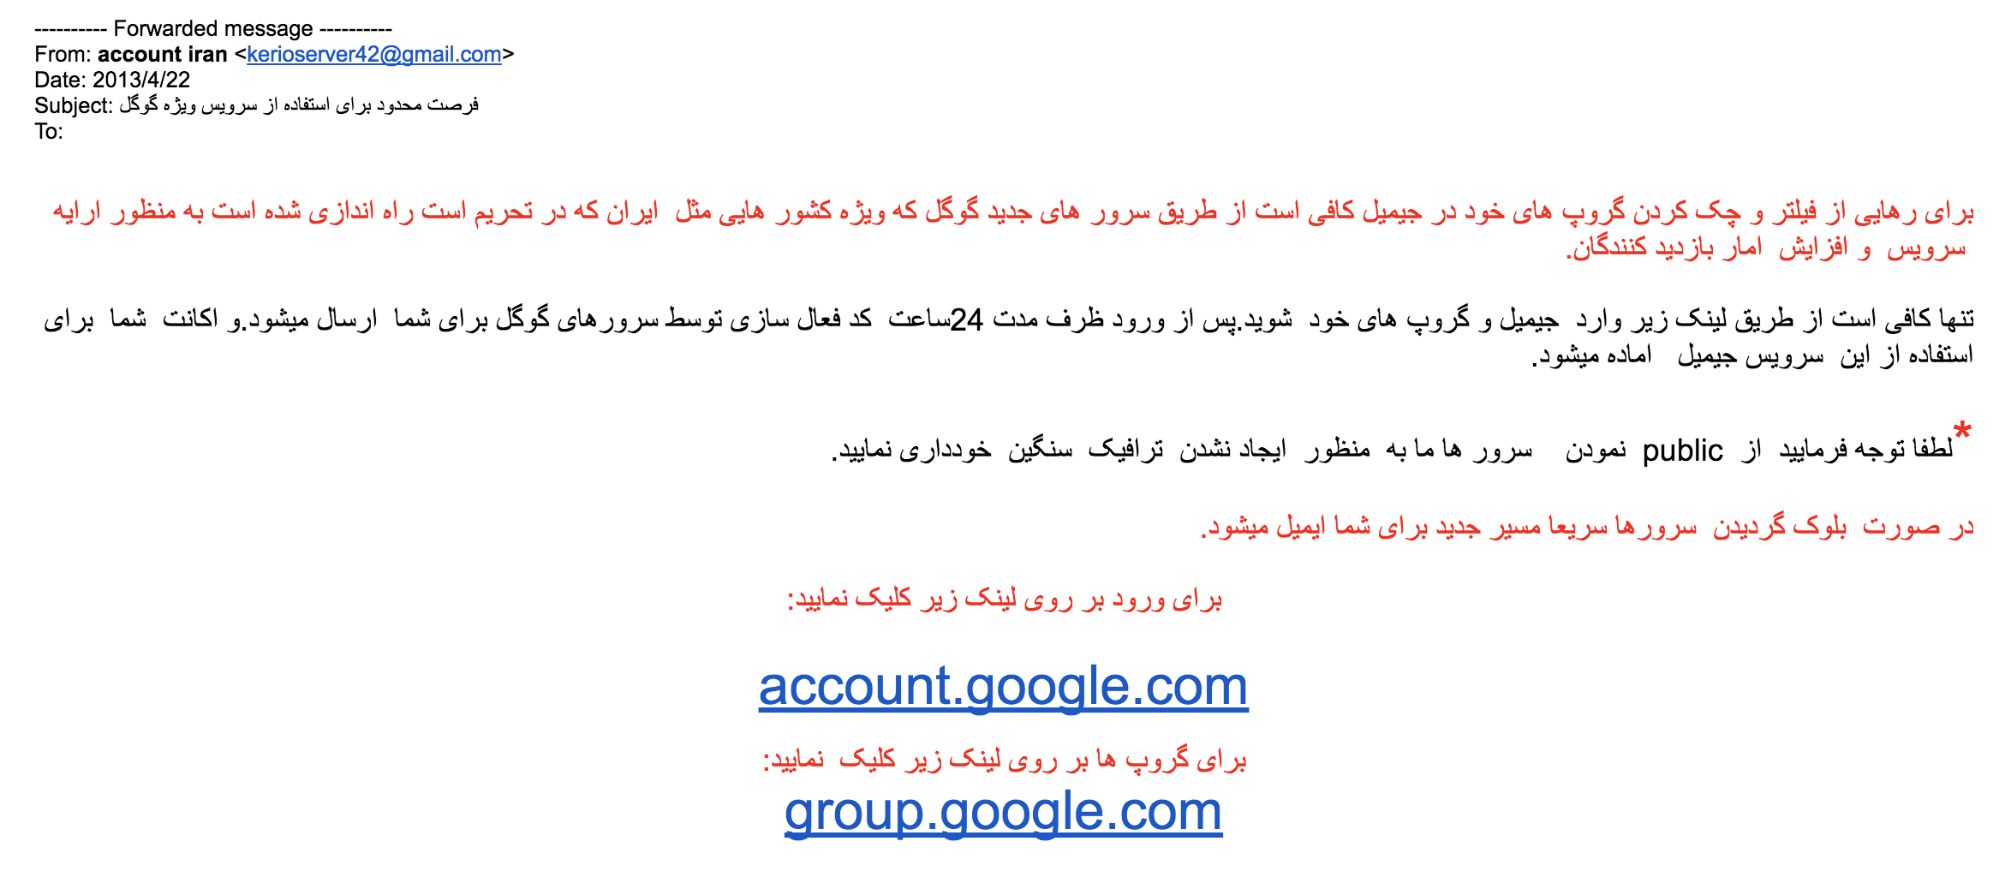 ---------- Forwarded message ----------
From: account iran <kerioserver42@gmail.com>
Date: 2013/4/22
Subject: فرصت محدود برای استفاده از سرویس ویژه گوگل
To:
برای رهایی از فیلتر و چک کردن گروپ های خود در جیمیل کافی است از طریق سرور های جدید گوگل که ویژه کشور هایی مثل ایران که در تحریم است راه اندازی شده است به منظور ارایه
سرویس و افزایش امار بازدید کنندگان.
تنها کافی است از طریق لینک زیر وارد جیمیل و گروپ های خود شوید.پس از ورود ظرف مدت 24ساعت کد فعال سازی توسط سرورهای گوگل برای شما ارسال میشود.و اکانت شما برای
استفاده از این سرویس جیمیل اماده میشود.
*لطفا توجه فرمایید از public نمودن سرور ها ما به منظور ایجاد نشدن ترافیک سنگین خودداری نمایید.
در صورت بلوک گردیدن سرورها سریعا مسیر جدید برای شما ایمیل میشود.
برای ورود بر روی لینک زیر کلیک نمایید:
account.google.com
برای گروپ ها بر روی لینک زیر کلیک نمایید:
group.google.com